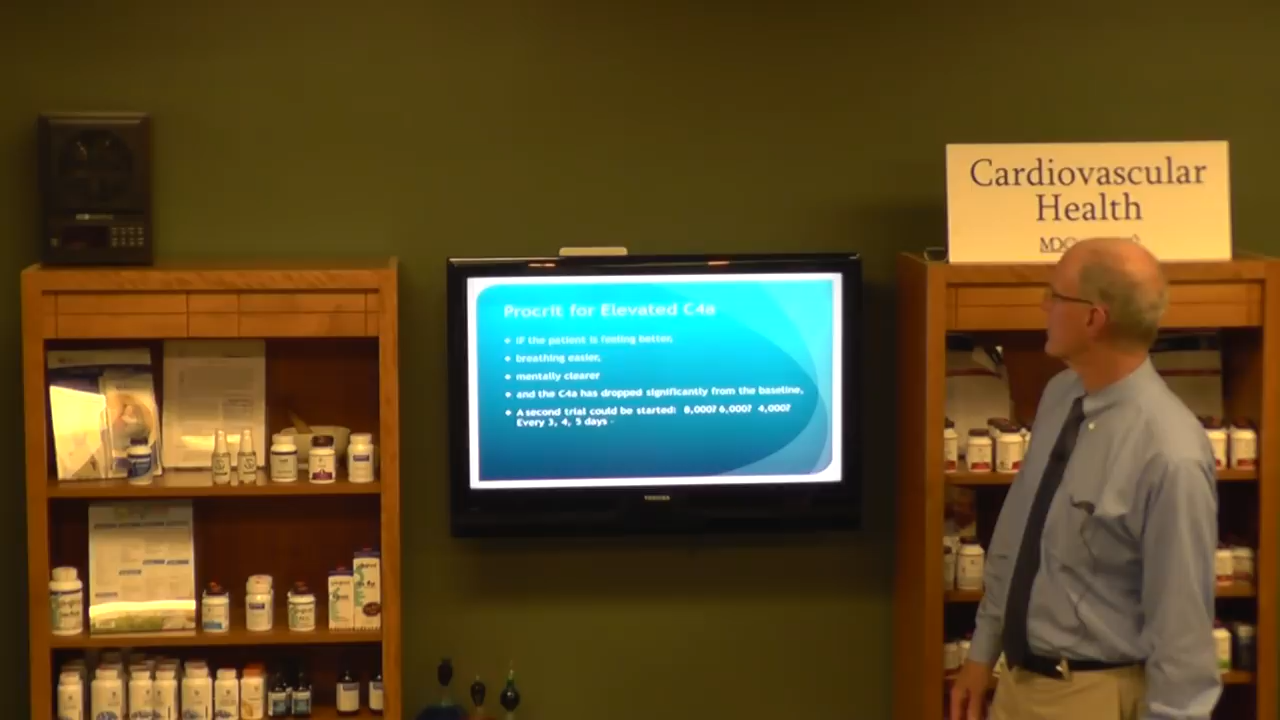 Cardiovascular
Health
Procrit for Elevated C4a
IF the patient is feeling better,
breathing easier,
mentally clearer
and the C4a has dropped significantly from the baseline,
A second trial could be started: 8,000? 6,000? 4,000?
Every 3, 4, 5 days -
TOSHIBA